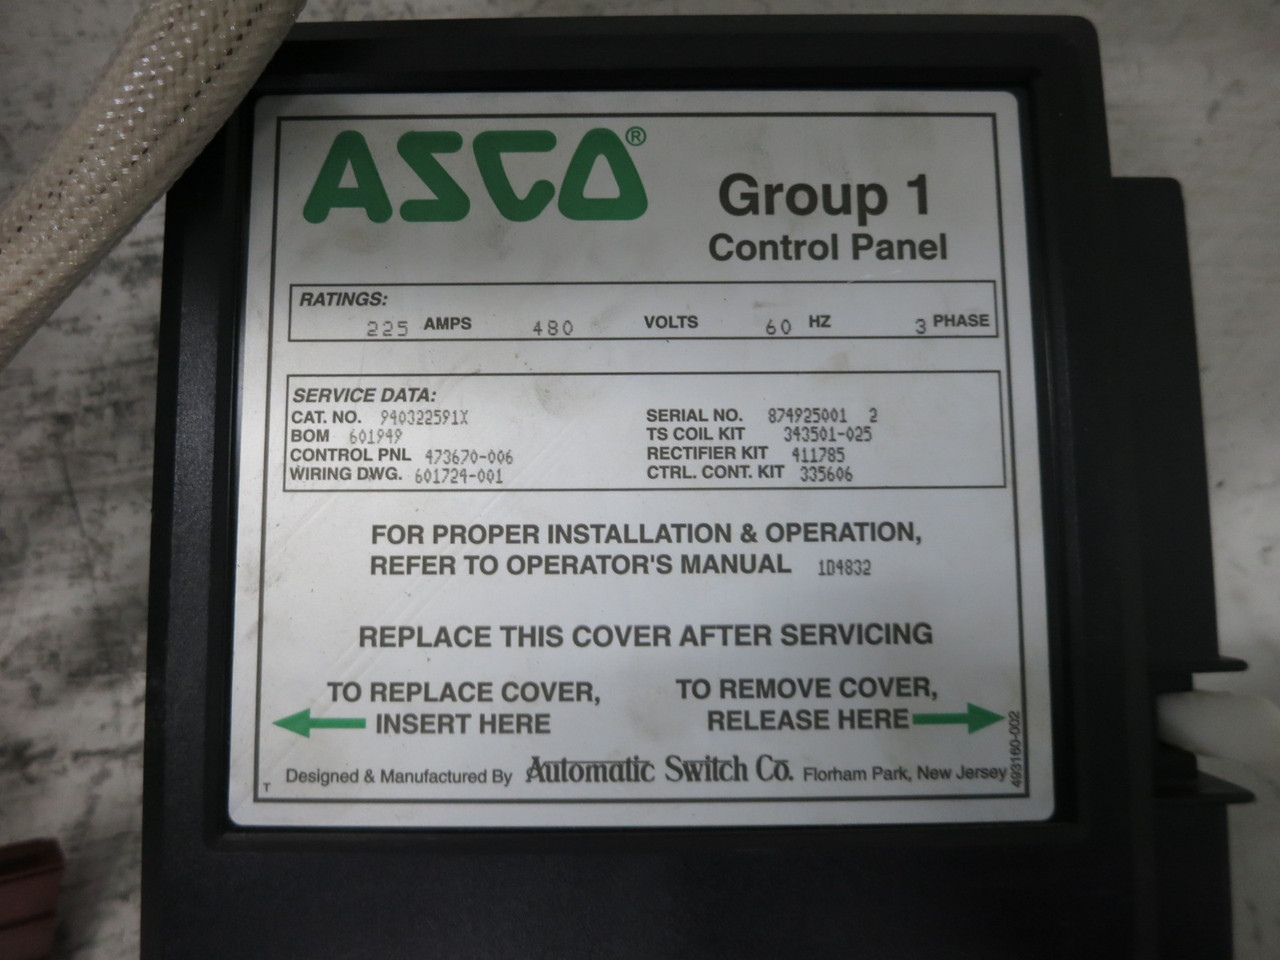 ASCO®
Group 1
Control Panel
RATINGS:
225 AMPS 480 VOLTS 60 HZ 3 PHASE
SERVICE DATA:
CAT. NO. 940322591X
BOM 601949
CONTROL PNL 473670-006
WIRING DWG. 601724-001
SERIAL NO. 874925001 2
TS COIL KIT 343501-025
RECTIFIER KIT 411785
CTRL. CONT. KIT 335606
FOR PROPER INSTALLATION & OPERATION,
REFER TO OPERATOR'S MANUAL 1D4832
REPLACE THIS COVER AFTER SERVICING
TO REPLACE COVER,
INSERT HERE
TO REMOVE COVER,
RELEASE HERE
T
Designed & Manufactured By Automatic Switch Co. Florham Park, New Jersey
493160-002